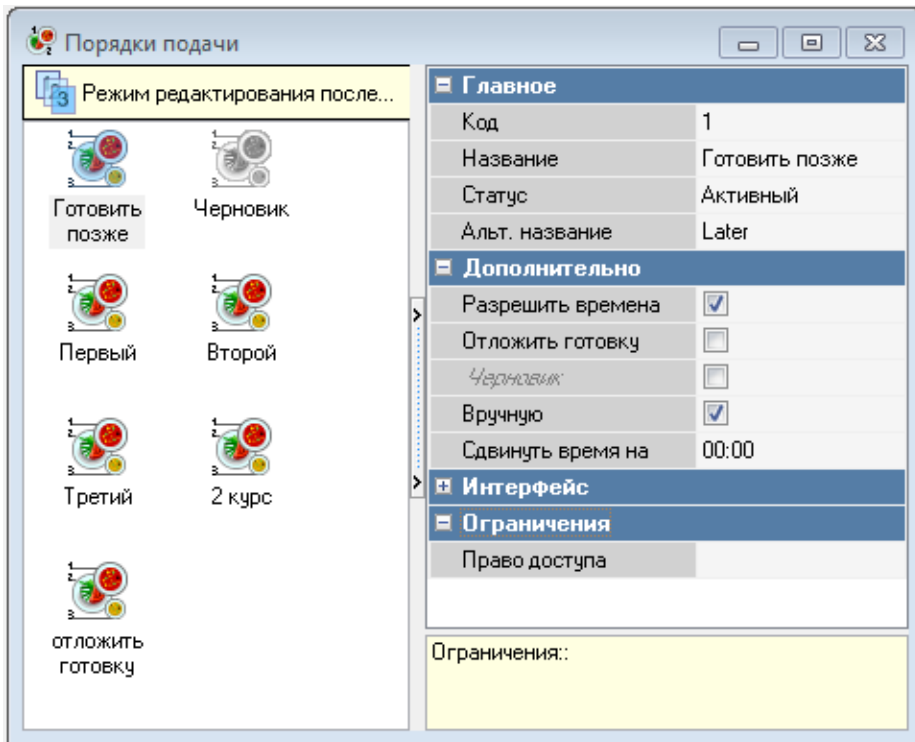 Порядки подачи
Режим редактирования после...
Готовить позже
Черновик
Первый
Второй
Третий
2 курс
отложить готовку
Главное
Код 1
Название Готовить позже
Статус Активный
Альт. название Later
Дополнительно
Разрешить времена
Отложить готовку
Черновик
Вручную
Сдвинуть время на 00:00
Интерфейс
Ограничения
Право доступа
Ограничения::